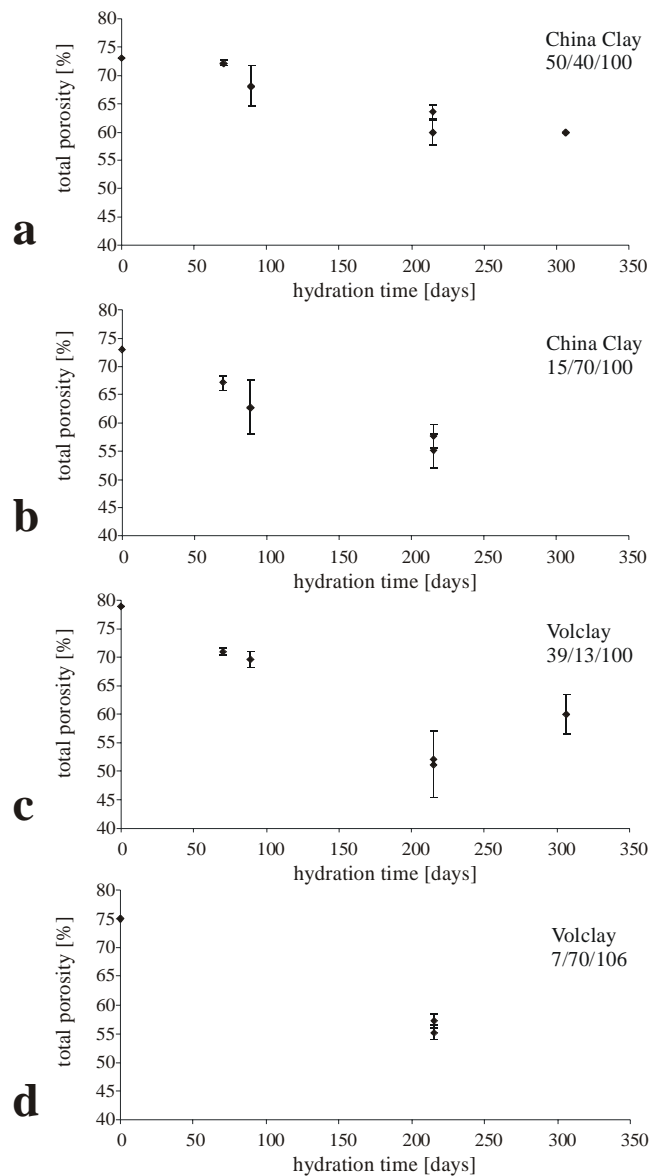 80
75
70
65
60
55
50
45
40
total porosity [%]
China Clay
50/40/100
0 50 100 150 200 250 300 350
hydration time [days]
a
80
75
70
65
60
55
50
45
40
total porosity [%]
China Clay
15/70/100
0 50 100 150 200 250 300 350
hydration time [days]
b
80
75
70
65
60
55
50
45
40
total porosity [%]
Volclay
39/13/100
0 50 100 150 200 250 300 350
hydration time [days]
c
80
75
70
65
60
55
50
45
40
total porosity [%]
Volclay
7/70/106
0 50 100 150 200 250 300 350
hydration time [days]
d